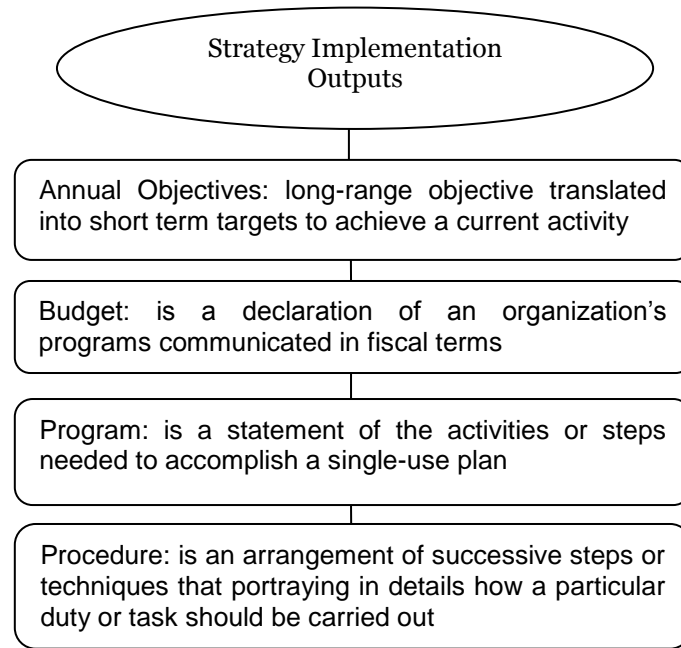 Strategy Implementation
Outputs
Annual Objectives: long-range objective translated
into short term targets to achieve a current activity
Budget: is a declaration of an organization’s
programs communicated in fiscal terms
Program: is a statement of the activities or steps
needed to accomplish a single-use plan
Procedure: is an arrangement of successive steps or
techniques that portraying in details how a particular
duty or task should be carried out